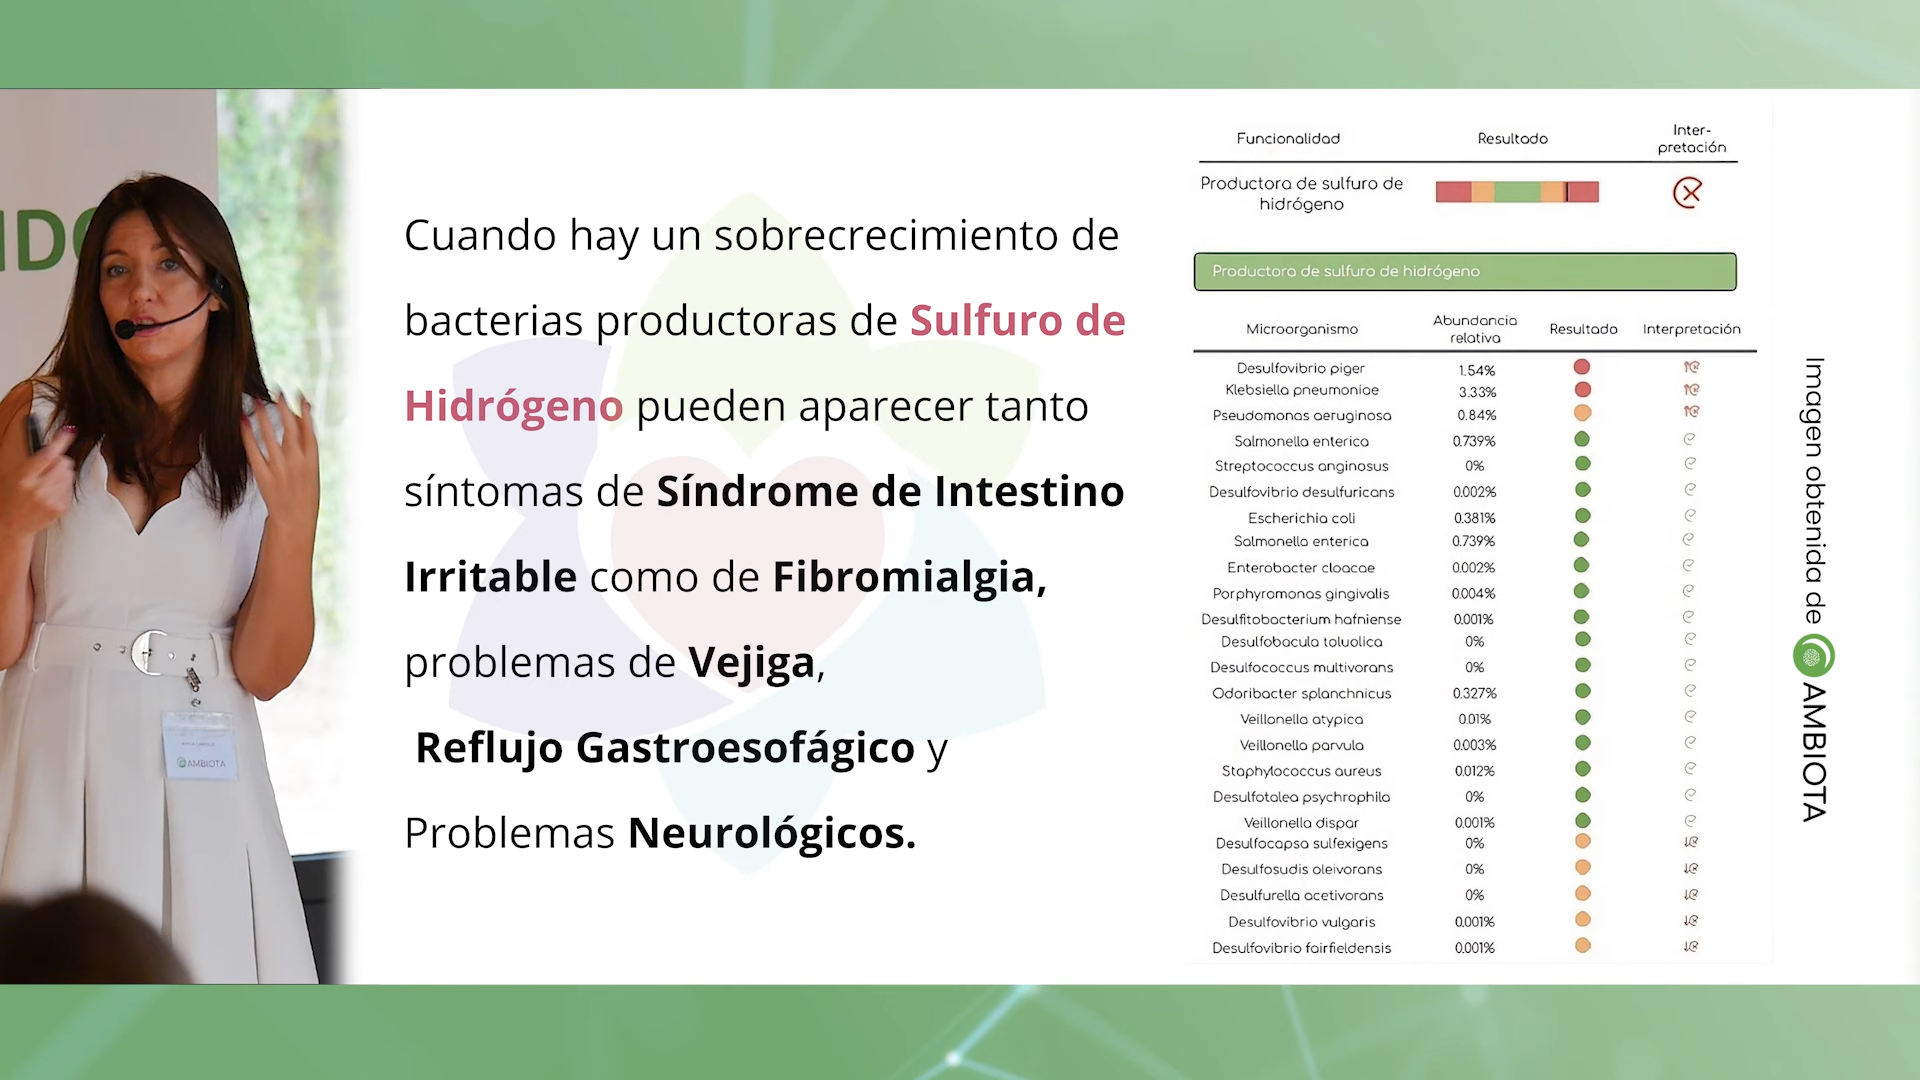 Cuando hay un sobrecrecimiento de
bacterias productoras de Sulfuro de
Hidrógeno pueden aparecer tanto
síntomas de Síndrome de Intestino
Irritable como de Fibromialgia,
problemas de Vejiga,
Reflujo Gastroesofágico y
Problemas Neurológicos.
Funcionalidad Resultado Inter-
pretación
Productora de sulfuro de
hidrógeno
Productora de sulfuro de hidrógeno
Microorganismo Abundancia
relativa Resultado Interpretación
Desulfovibrio piger 1.54%
Klebsiella pneumoniae 3.33%
Pseudomonas aeruginosa 0.84%
Salmonella enterica 0.739%
Streptococcus anginosus 0%
Desulfovibrio desulfuricans 0.002%
Escherichia coli 0.381%
Salmonella enterica 0.739%
Enterobacter cloacae 0.002%
Porphyromonas gingivalis 0.004%
Desulfitobacterium hafniense 0.001%
Desulfobacula toluolica 0%
Desulfococcus multivorans 0%
Odoribacter splanchnicus 0.327%
Veillonella atypica 0.01%
Veillonella parvula 0.003%
Staphylococcus aureus 0.012%
Desulfotalea psychrophila 0%
Veillonella dispar 0.001%
Desulfocapsa sulfexigens 0%
Desulfosudis oleivorans 0%
Desulfurella acetivorans 0%
Desulfovibrio vulgaris 0.001%
Desulfovibrio fairfieldensis 0.001%
Imagen obtenida de AMBIOTA
AMBIOTA